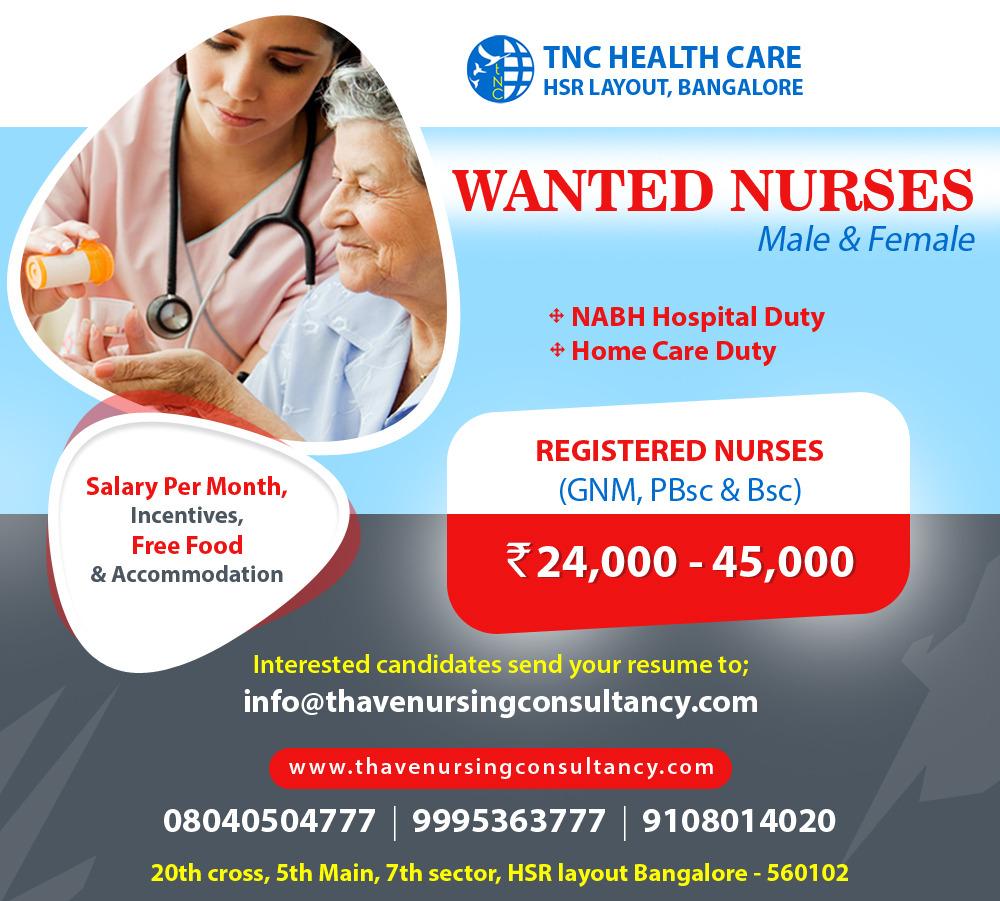 TNC
TNC HEALTH CARE
HSR LAYOUT, BANGALORE
WANTED NURSES
Male & Female
NABH Hospital Duty
Home Care Duty
REGISTERED NURSES
(GNM, PBsc & Bsc)
₹ 24,000 - 45,000
Salary Per Month,
Incentives,
Free Food
& Accommodation
Interested candidates send your resume to;
info@thavenursingconsultancy.com
www.thavenursingconsultancy.com
08040504777 | 9995363777 | 9108014020
20th cross, 5th Main, 7th sector, HSR layout Bangalore - 560102